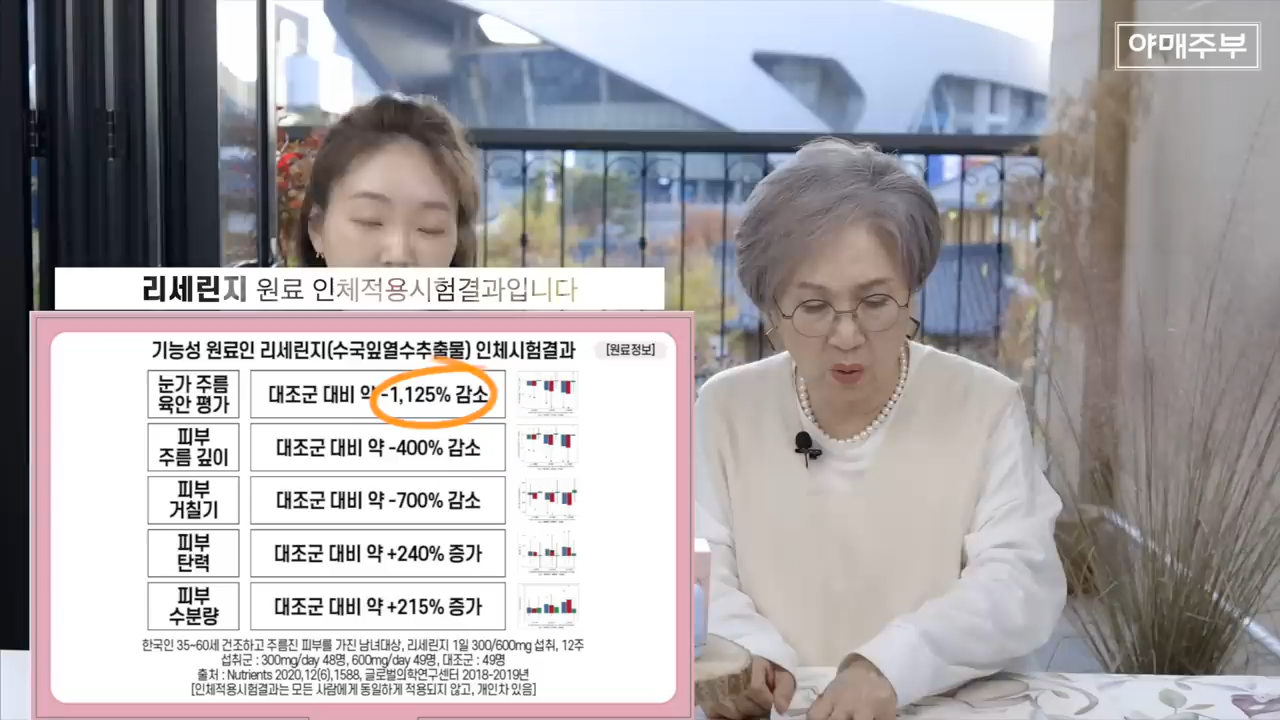 야매주부
리세린지 원료 인체적용시험결과입니다
기능성 원료인 리세린지(수국잎열수추출물) 인체시험결과
[원료정보]
눈가 주름
육안 평가
대조군 대비 약 -1,125% 감소
피부
주름 깊이
대조군 대비 약 -400% 감소
피부
거칠기
대조군 대비 약 -700% 감소
피부
탄력
대조군 대비 약 +240% 증가
피부
수분량
대조군 대비 약 +215% 증가
한국인 35~60세 건조하고 주름진 피부를 가진 남녀대상, 리세린지 1일 300/600mg 섭취, 12주
섭취군 : 300mg/day 48명, 600mg/day 49명, 대조군 : 49명
출처 : Nutrients 2020,12(6),1588, 글로벌의학연구센터 2018-2019년
[인체적용시험결과는 모든 사람에게 동일하게 적용되지 않고, 개인차 있음]